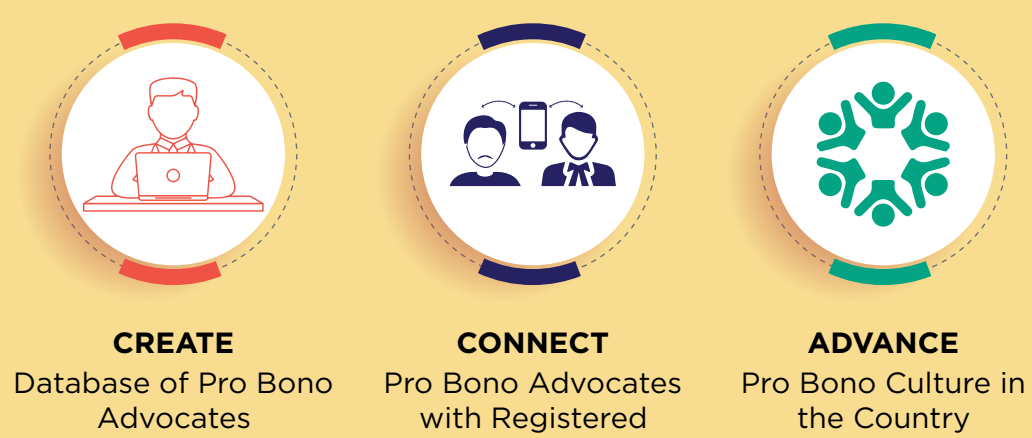 CREATE
Database of Pro Bono
Advocates
CONNECT
Pro Bono Advocates
with Registered
ADVANCE
Pro Bono Culture in
the Country